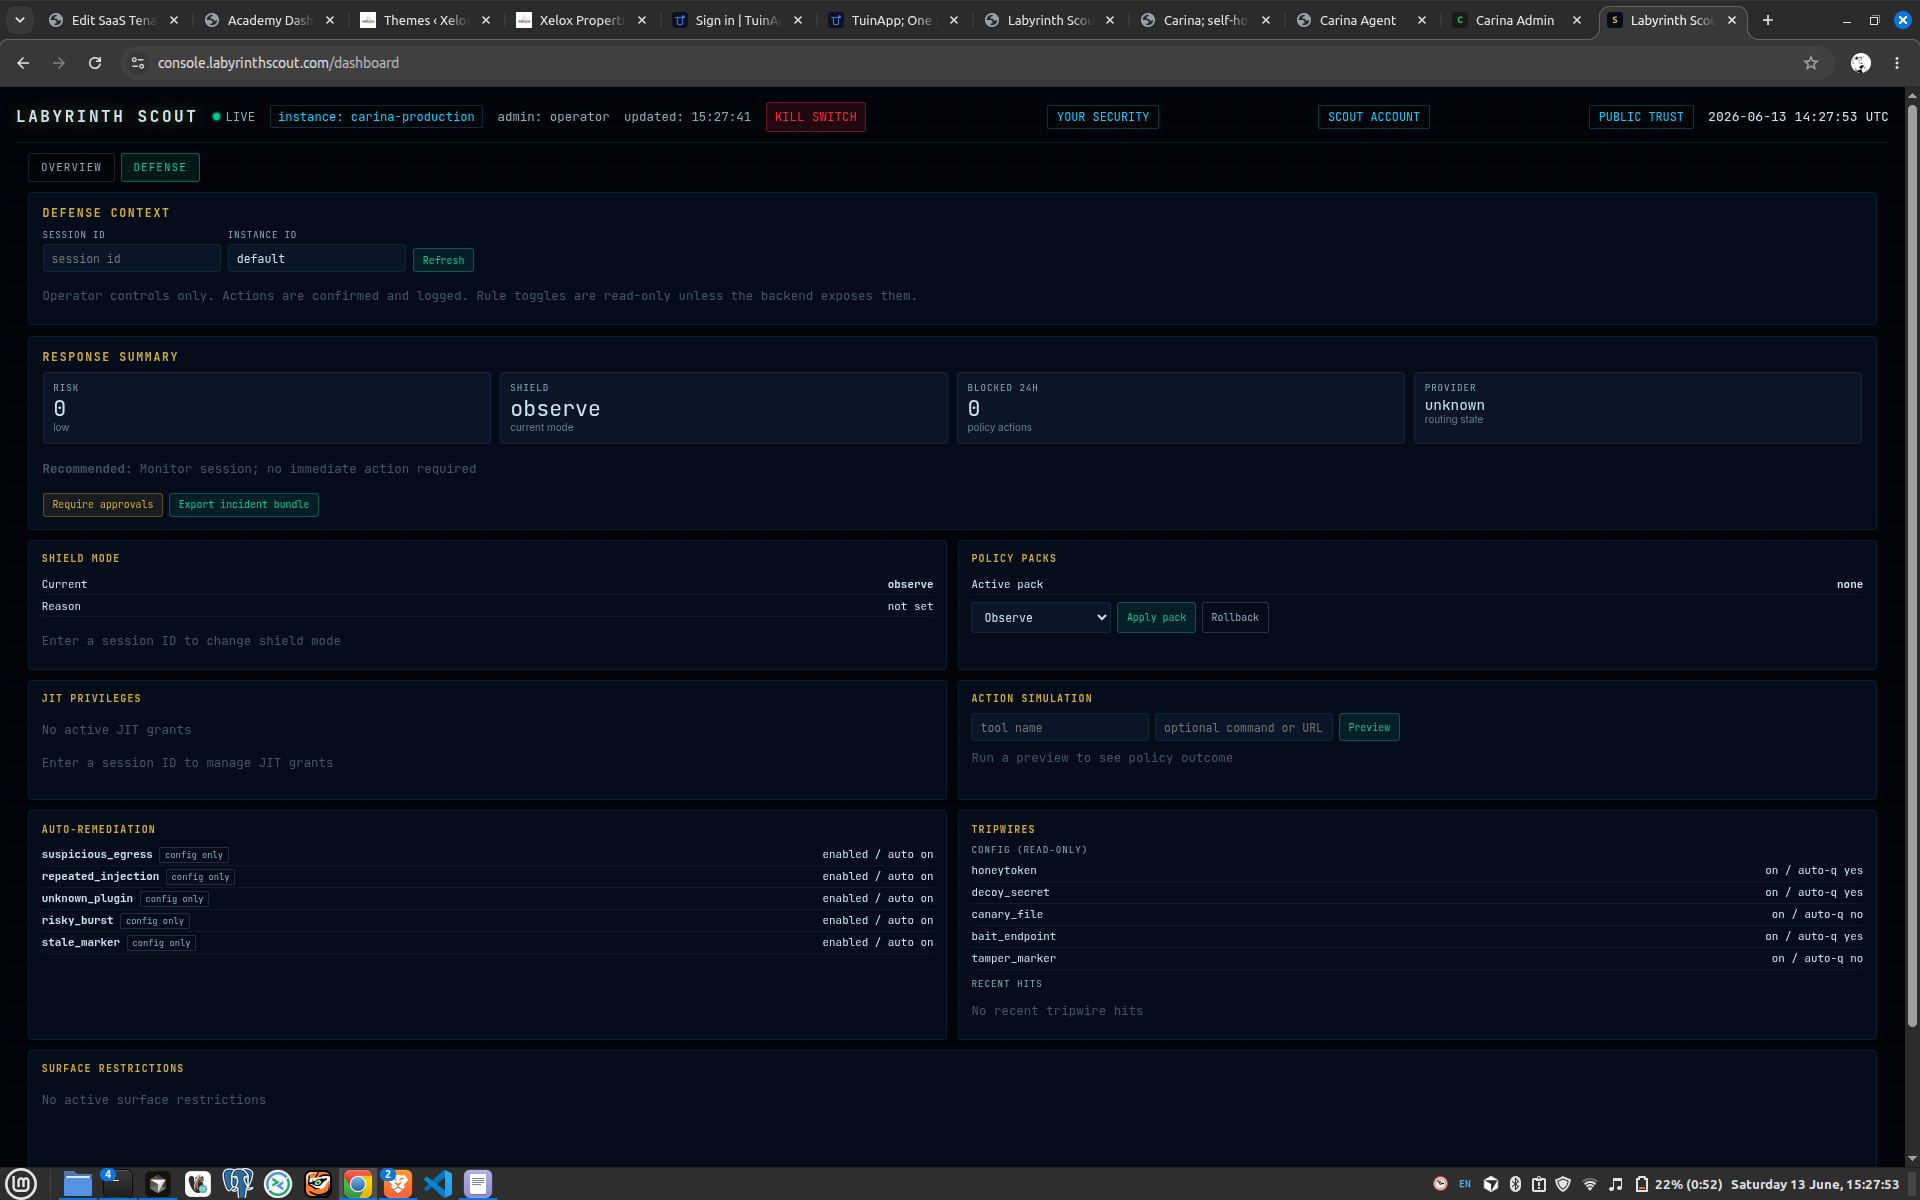 Edit SaaS Tena
Academy Dash
Themes ‹ Xelo
Xelox Properti
Sign in | TuinA
TuinApp; One
Labyrinth Scou
Carina; self-ho
Carina Agent
Carina Admin
Labyrinth Scou
console.labyrinthscout.com/dashboard
LABYRINTH SCOUT
LIVE
instance: carina-production
admin: operator
updated: 15:27:41
KILL SWITCH
YOUR SECURITY
SCOUT ACCOUNT
PUBLIC TRUST
2026-06-13 14:27:53 UTC
OVERVIEW
DEFENSE
DEFENSE CONTEXT
SESSION ID
INSTANCE ID
session id
default
Refresh
Operator controls only. Actions are confirmed and logged. Rule toggles are read-only unless the backend exposes them.
RESPONSE SUMMARY
RISK
0
low
SHIELD
observe
current mode
BLOCKED 24H
0
policy actions
PROVIDER
unknown
routing state
Recommended: Monitor session; no immediate action required
Require approvals
Export incident bundle
SHIELD MODE
Current observe
Reason not set
Enter a session ID to change shield mode
POLICY PACKS
Active pack none
Observe
Apply pack
Rollback
JIT PRIVILEGES
No active JIT grants
Enter a session ID to manage JIT grants
ACTION SIMULATION
tool name
optional command or URL
Preview
Run a preview to see policy outcome
AUTO-REMEDIATION
suspicious_egress config only enabled / auto on
repeated_injection config only enabled / auto on
unknown_plugin config only enabled / auto on
risky_burst config only enabled / auto on
stale_marker config only enabled / auto on
TRIPWIRES
CONFIG (READ-ONLY)
honeytoken on / auto-q yes
decoy_secret on / auto-q yes
canary_file on / auto-q no
bait_endpoint on / auto-q yes
tamper_marker on / auto-q no
RECENT HITS
No recent tripwire hits
SURFACE RESTRICTIONS
No active surface restrictions
4
2
EN
22% (0:52)
Saturday 13 June, 15:27:53